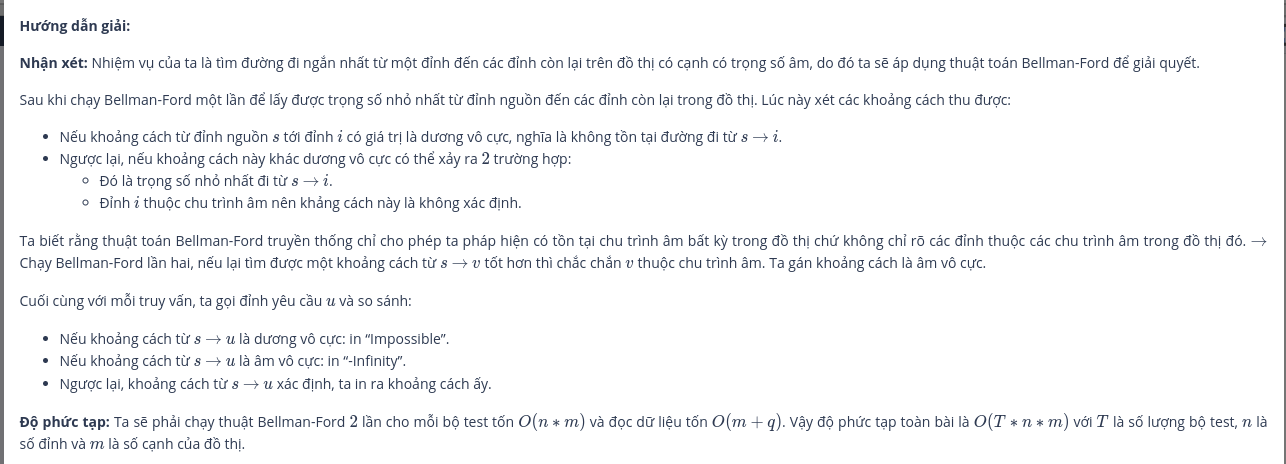 Hướng dẫn giải:
Nhận xét: Nhiệm vụ của ta là tìm đường đi ngắn nhất từ một đỉnh đến các đỉnh còn lại trên đồ thị có cạnh có trọng số âm, do đó ta sẽ áp dụng thuật toán Bellman-Ford để giải quyết.
Sau khi chạy Bellman-Ford một lần để lấy được trọng số nhỏ nhất từ đỉnh nguồn đến các đỉnh còn lại trong đồ thị. Lúc này xét các khoảng cách thu được:
• Nếu khoảng cách từ đỉnh nguồn s tới đỉnh i có giá trị là dương vô cực, nghĩa là không tồn tại đường đi từ s → i.
• Ngược lại, nếu khoảng cách này khác dương vô cực có thể xảy ra 2 trường hợp:
◦ Đó là trọng số nhỏ nhất đi từ s → i.
◦ Đỉnh i thuộc chu trình âm nên khảng cách này là không xác định.
Ta biết rằng thuật toán Bellman-Ford truyền thống chỉ cho phép ta pháp hiện có tồn tại chu trình âm bất kỳ trong đồ thị chứ không chỉ rõ các đỉnh thuộc các chu trình âm trong đồ thị đó. →
Chạy Bellman-Ford lần hai, nếu lại tìm được một khoảng cách từ s → v tốt hơn thì chắc chắn v thuộc chu trình âm. Ta gán khoảng cách là âm vô cực.
Cuối cùng với mỗi truy vấn, ta gọi đỉnh yêu cầu u và so sánh:
• Nếu khoảng cách từ s → u là dương vô cực: in “Impossible”.
• Nếu khoảng cách từ s → u là âm vô cực: in “-Infinity”.
• Ngược lại, khoảng cách từ s → u xác định, ta in ra khoảng cách ấy.
Độ phức tạp: Ta sẽ phải chạy thuật Bellman-Ford 2 lần cho mỗi bộ test tốn O(n * m) và đọc dữ liệu tốn O(m + q). Vậy độ phức tạp toàn bài là O(T * n * m) với T là số lượng bộ test, n là
số đỉnh và m là số cạnh của đồ thị.